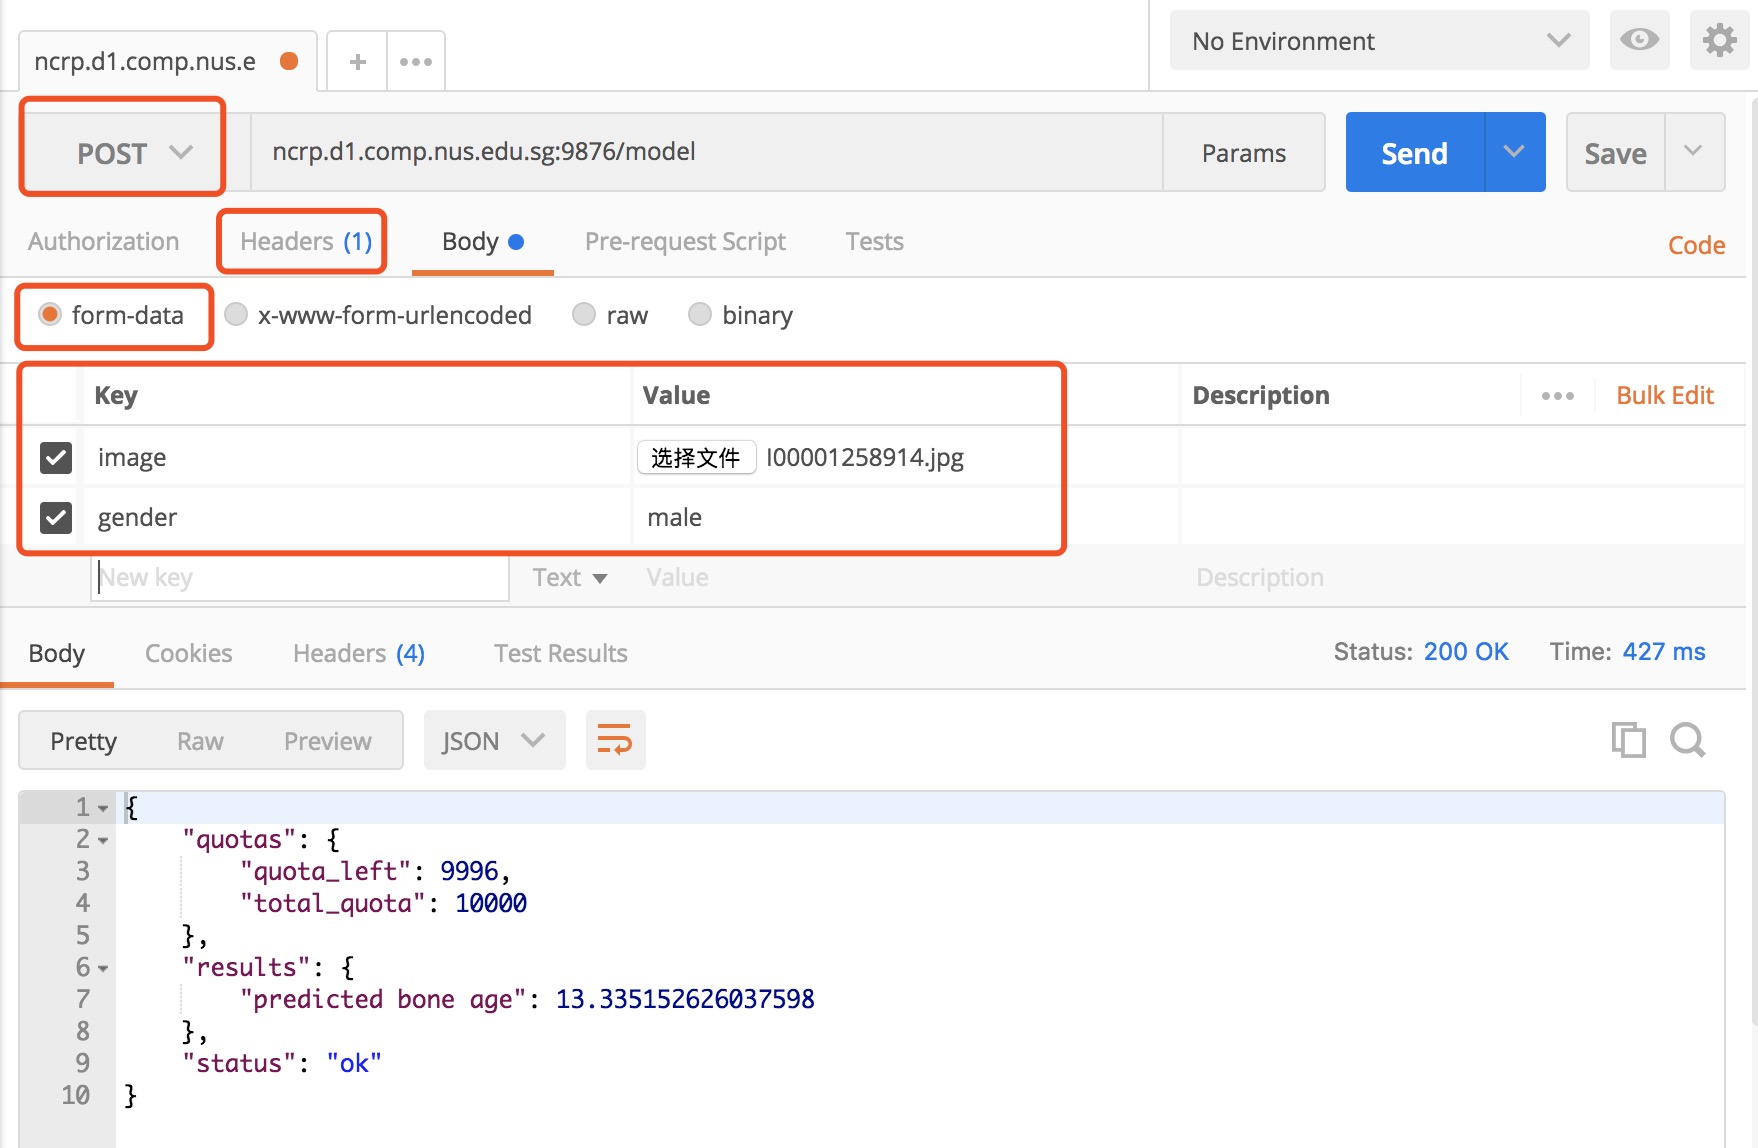 ncrp.d1.comp.nus.e
No Environment
POST
ncrp.d1.comp.nus.edu.sg:9876/model
Params
Send
Save
Authorization
Headers (1)
Body
Pre-request Script
Tests
Code
form-data
x-www-form-urlencoded
raw
binary
Key
Value
Description
Bulk Edit
image
选择文件 I00001258914.jpg
gender
male
New key
Text
Value
Description
Body
Cookies
Headers (4)
Test Results
Status: 200 OK
Time: 427 ms
Pretty
Raw
Preview
JSON
1 {
2 "quotas": {
3 "quota_left": 9996,
4 "total_quota": 10000
5 },
6 "results": {
7 "predicted bone age": 13.335152626037598
8 },
9 "status": "ok"
10 }